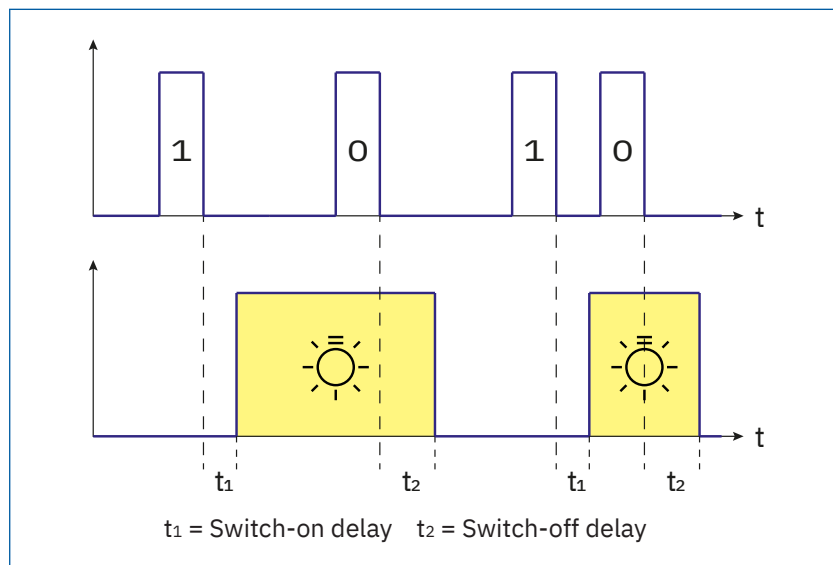 1 0 1 0
t
t
t₁ t₂ t₁ t₂
t₁ = Switch-on delay t₂ = Switch-off delay